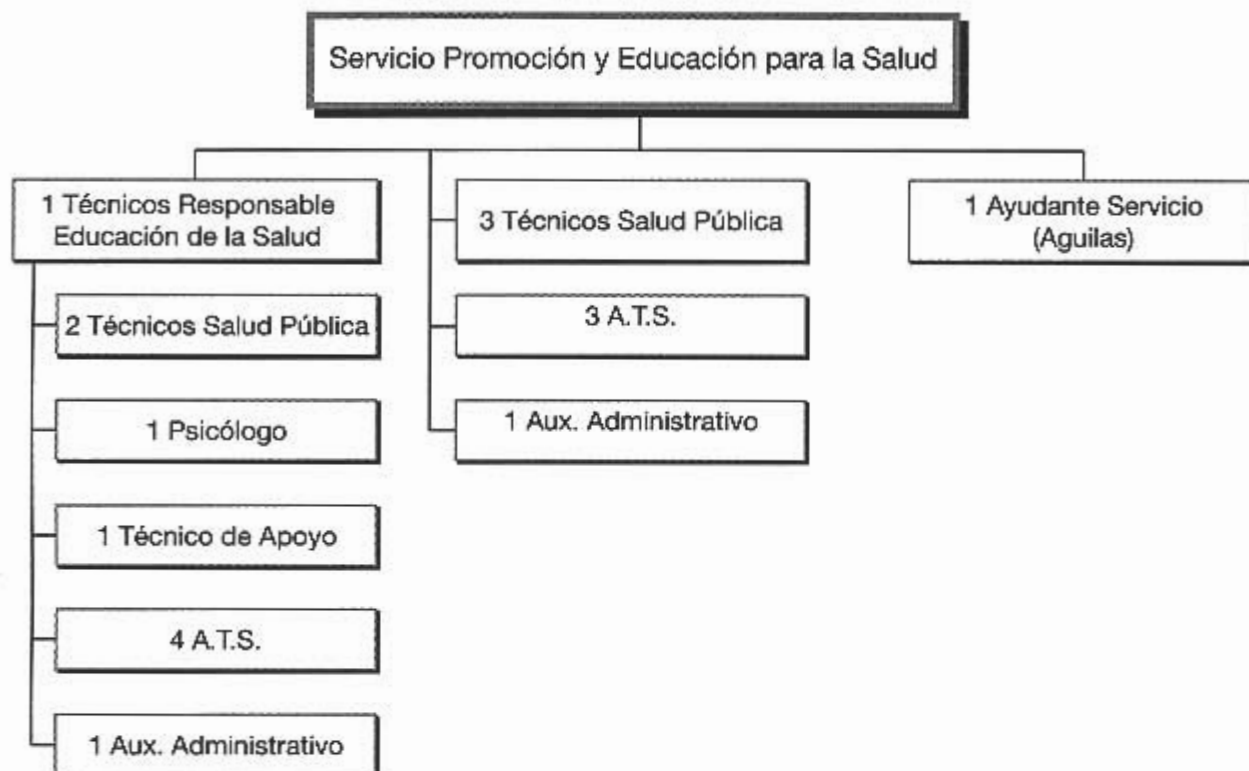 Servicio Promoción y Educación para la Salud
1 Técnicos Responsable
Educación de la Salud
2 Técnicos Salud Pública
1 Psicólogo
1 Técnico de Apoyo
4 A.T.S.
1 Aux. Administrativo
3 Técnicos Salud Pública
3 A.T.S.
1 Aux. Administrativo
1 Ayudante Servicio
(Aguilas)